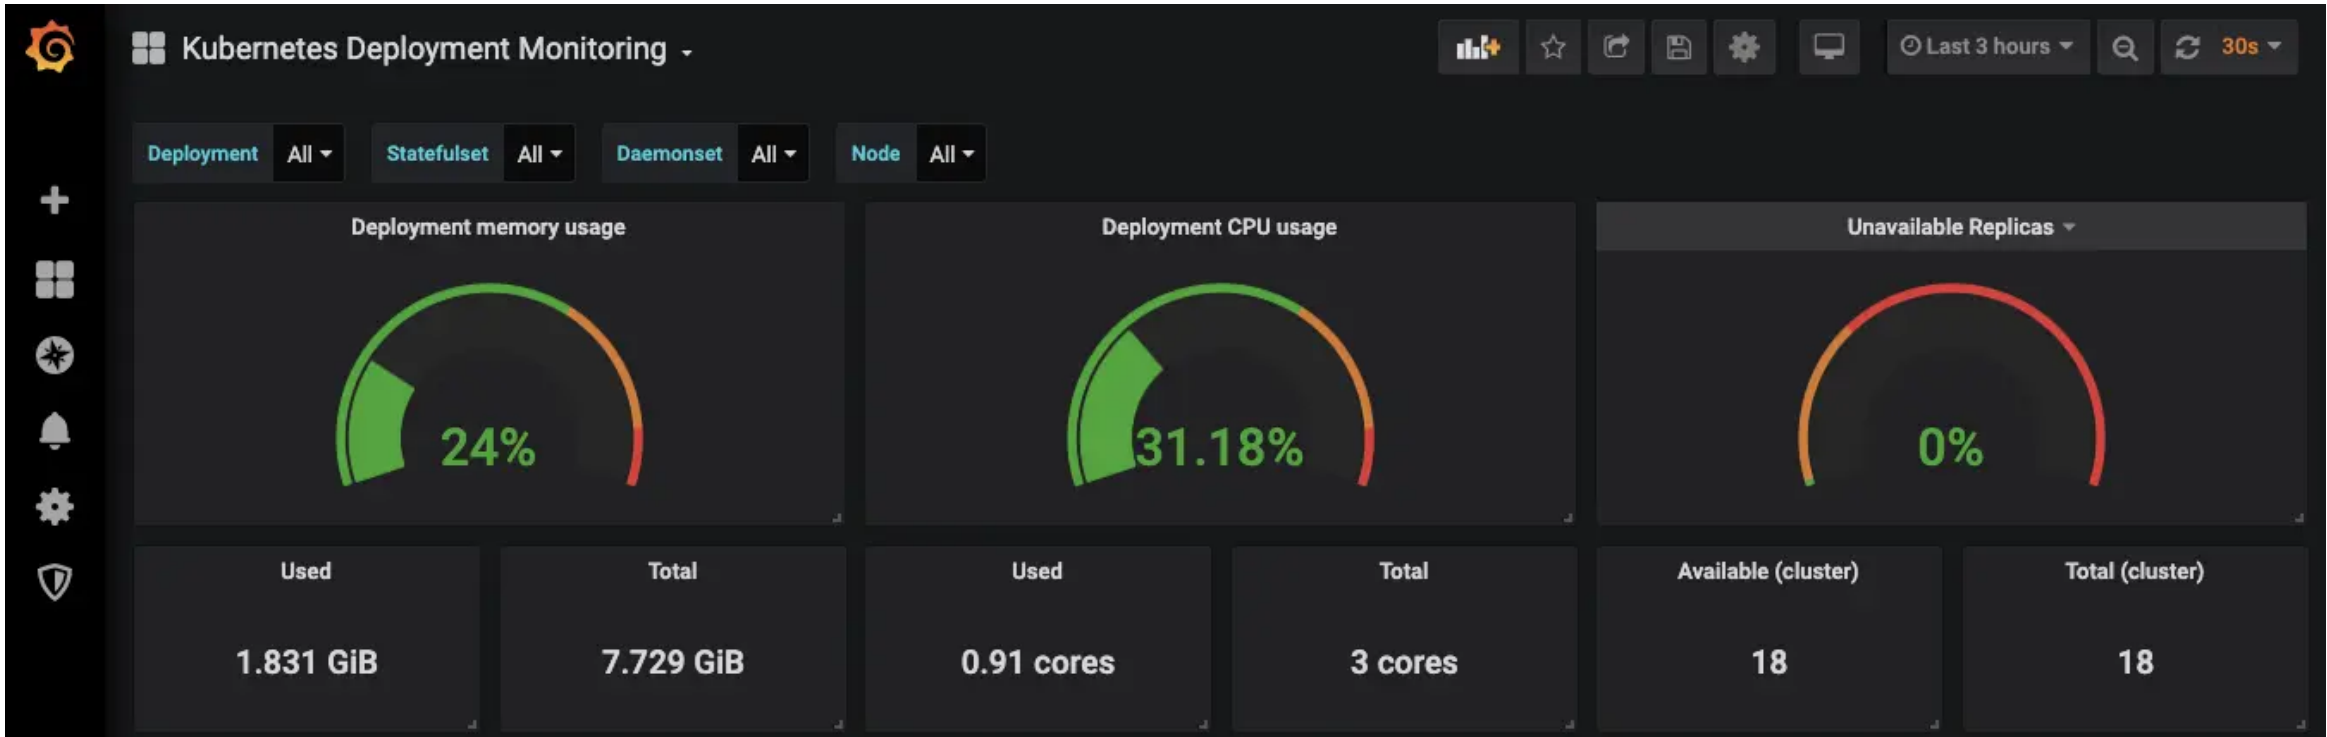 Kubernetes Deployment Monitoring
Last 3 hours
30s
Deployment All
Statefulset All
Daemonset All
Node All
Deployment memory usage
24%
Deployment CPU usage
31.18%
Unavailable Replicas
0%
Used
1.831 GiB
Total
7.729 GiB
Used
0.91 cores
Total
3 cores
Available (cluster)
18
Total (cluster)
18